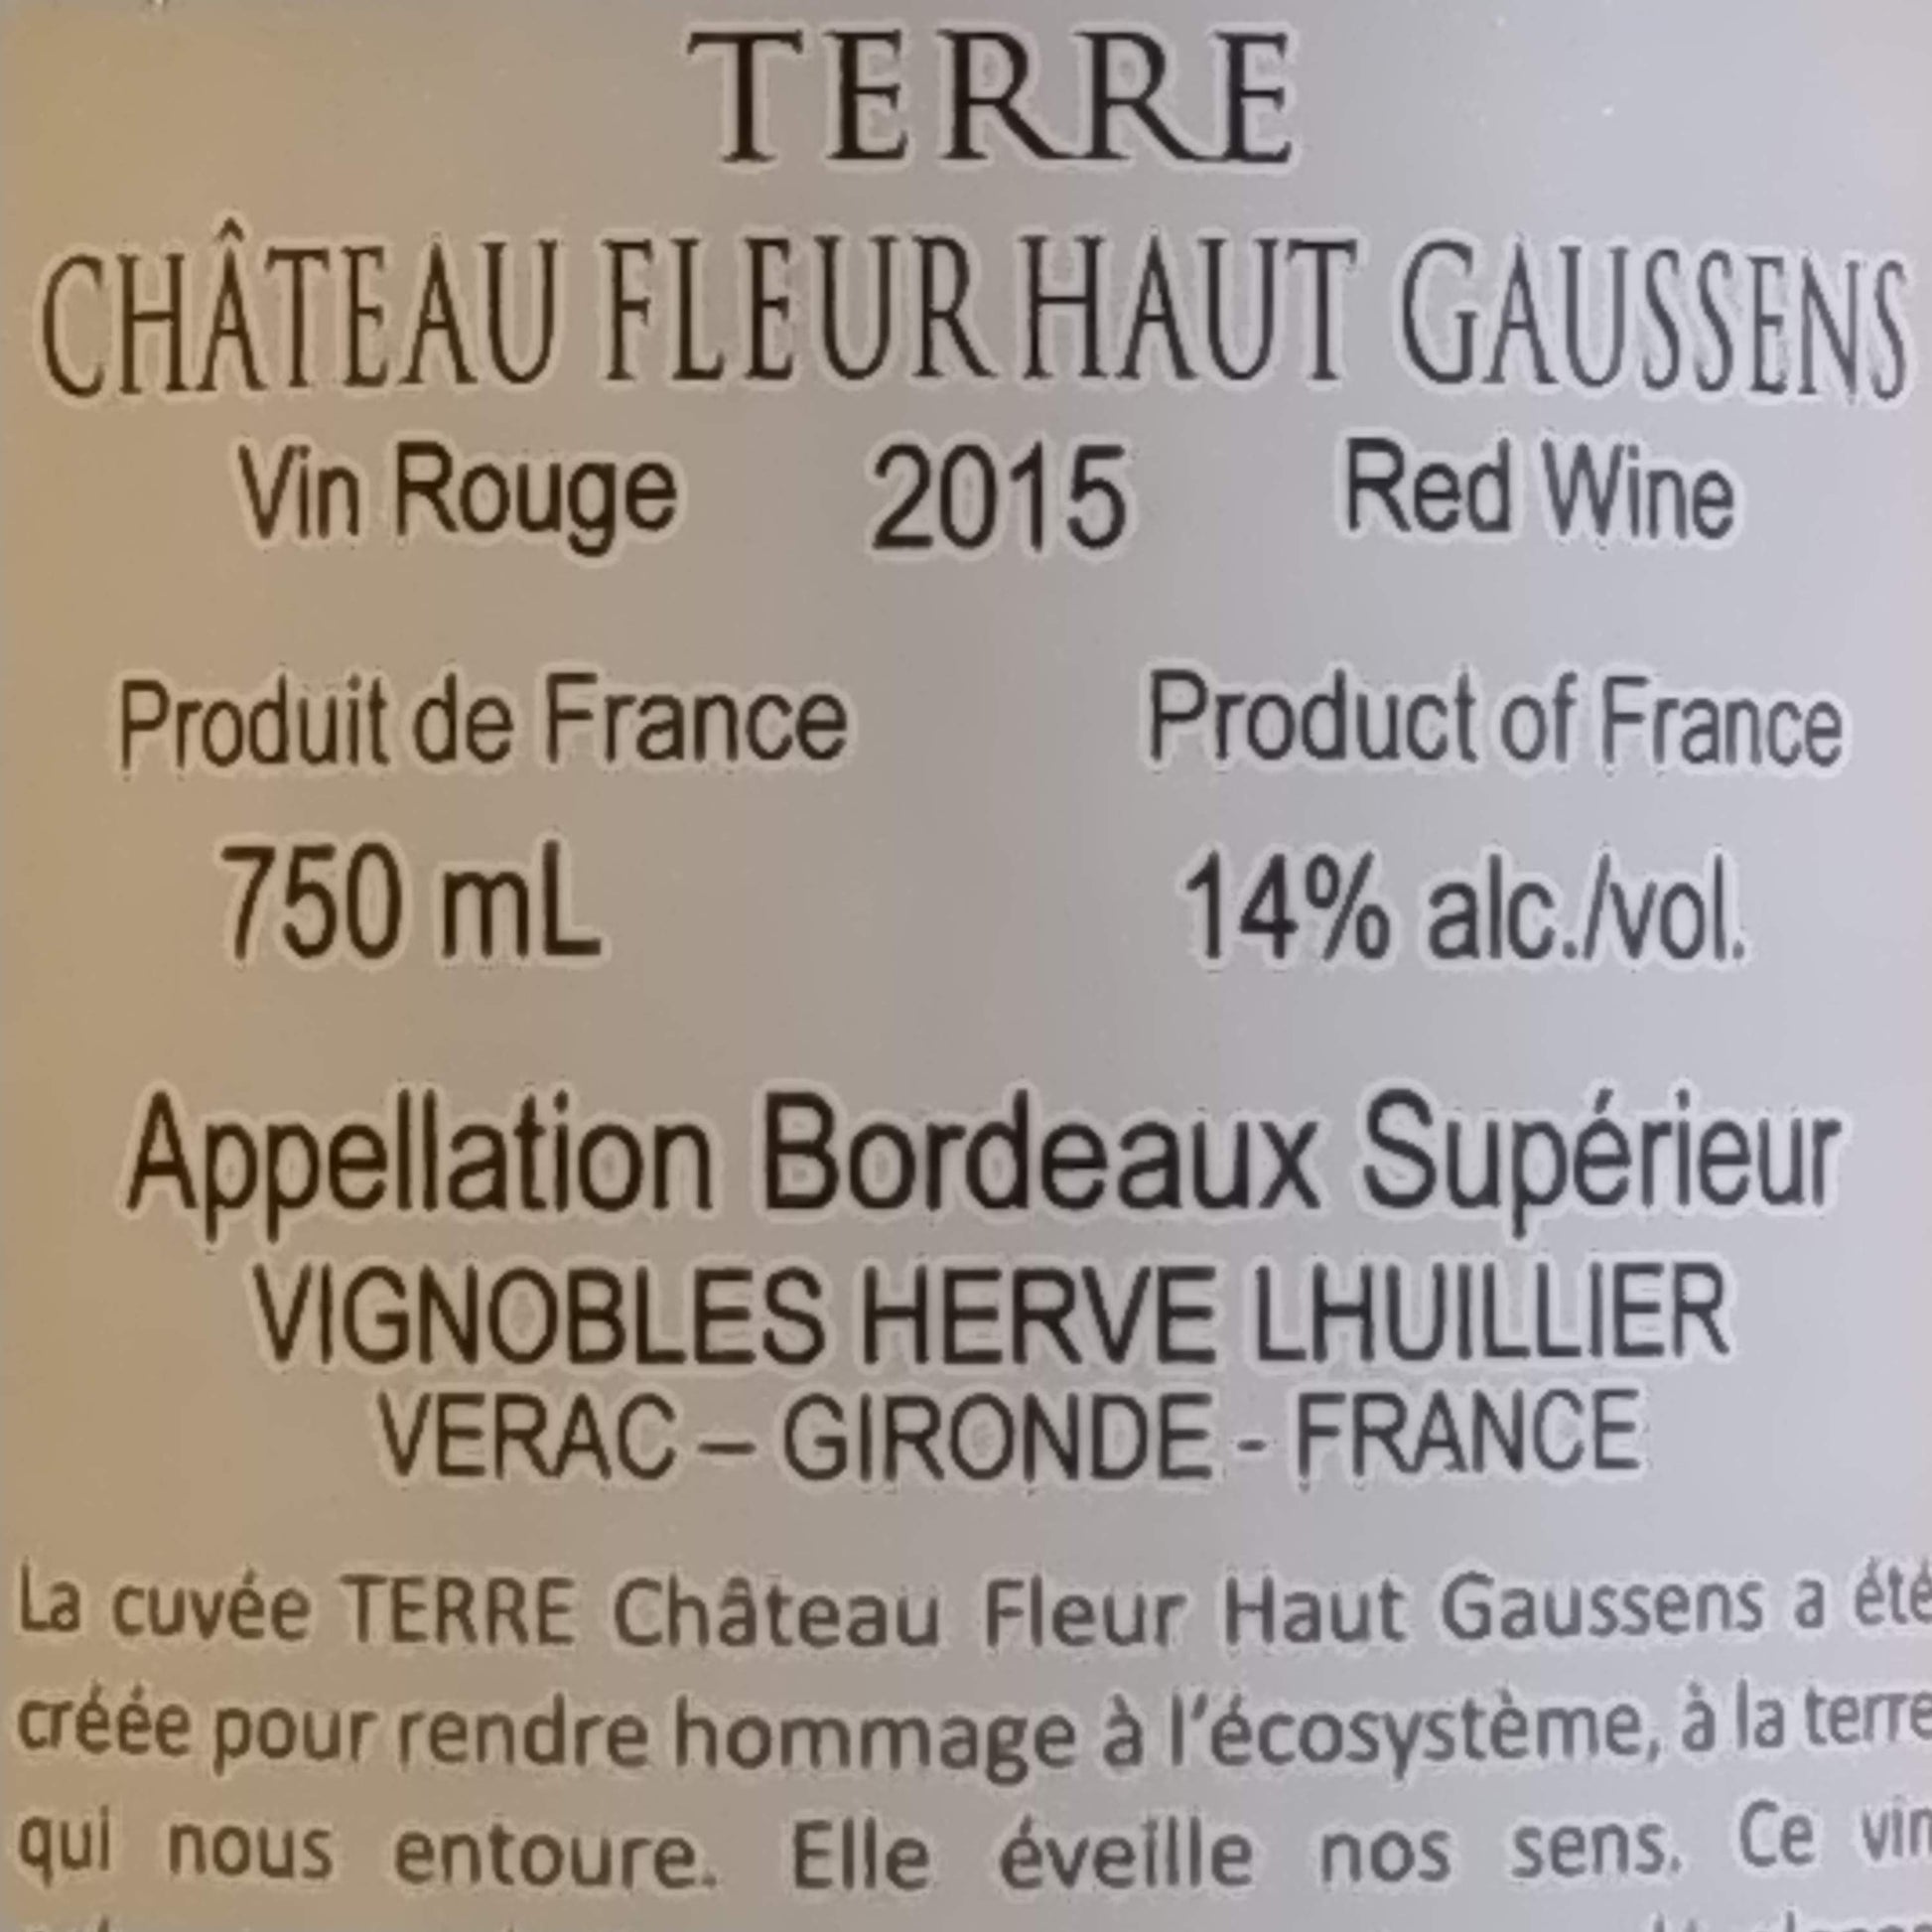 TERRE
CHÂTEAU FLEUR HAUT GAUSSENS
Vin Rouge 2015 Red Wine
Produit de France Product of France
750 mL 14% alc./vol.
Appellation Bordeaux Supérieur
VIGNOBLES HERVE LHUILLIER
VERAC – GIRONDE - FRANCE
La cuvée TERRE Château Fleur Haut Gaussens a été
créée pour rendre hommage à l'écosystème, à la terre
qui nous entoure. Elle éveille nos sens. Ce vin